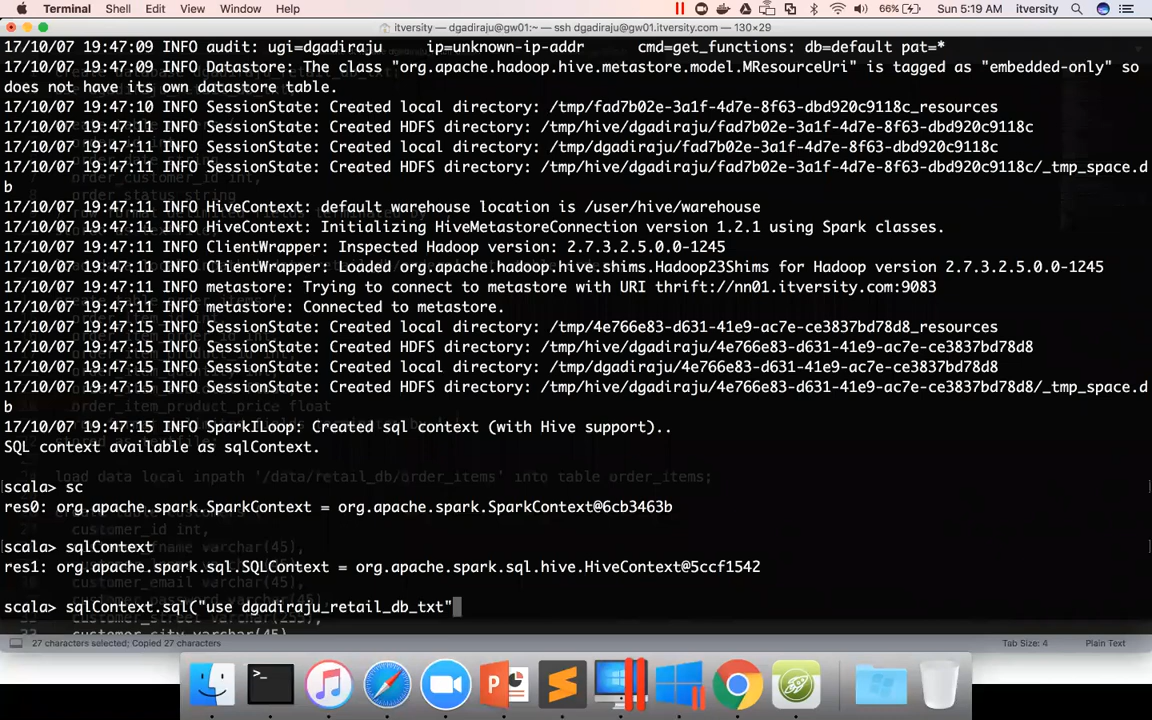 Terminal Shell Edit View Window Help 66% Sun 5:19 AM itversity
itversity — dgadiraju@gw01:~ — ssh dgadiraju@gw01.itversity.com — 130×29
17/10/07 19:47:09 INFO audit: ugi=dgadiraju ip=unknown-ip-addr cmd=get_functions: db=default pat=*
17/10/07 19:47:09 INFO Datastore: The class "org.apache.hadoop.hive.metastore.model.MResourceUri" is tagged as "embedded-only" so
does not have its own datastore table.
17/10/07 19:47:10 INFO SessionState: Created local directory: /tmp/fad7b02e-3a1f-4d7e-8f63-dbd920c9118c_resources
17/10/07 19:47:11 INFO SessionState: Created HDFS directory: /tmp/hive/dgadiraju/fad7b02e-3a1f-4d7e-8f63-dbd920c9118c
17/10/07 19:47:11 INFO SessionState: Created local directory: /tmp/dgadiraju/fad7b02e-3a1f-4d7e-8f63-dbd920c9118c
17/10/07 19:47:11 INFO SessionState: Created HDFS directory: /tmp/hive/dgadiraju/fad7b02e-3a1f-4d7e-8f63-dbd920c9118c/_tmp_space.d
b
17/10/07 19:47:11 INFO HiveContext: default warehouse location is /user/hive/warehouse
17/10/07 19:47:11 INFO HiveContext: Initializing HiveMetastoreConnection version 1.2.1 using Spark classes.
17/10/07 19:47:11 INFO ClientWrapper: Inspected Hadoop version: 2.7.3.2.5.0.0-1245
17/10/07 19:47:11 INFO ClientWrapper: Loaded org.apache.hadoop.hive.shims.Hadoop23Shims for Hadoop version 2.7.3.2.5.0.0-1245
17/10/07 19:47:11 INFO metastore: Trying to connect to metastore with URI thrift://nn01.itversity.com:9083
17/10/07 19:47:11 INFO metastore: Connected to metastore.
17/10/07 19:47:15 INFO SessionState: Created local directory: /tmp/4e766e83-d631-41e9-ac7e-ce3837bd78d8_resources
17/10/07 19:47:15 INFO SessionState: Created HDFS directory: /tmp/hive/dgadiraju/4e766e83-d631-41e9-ac7e-ce3837bd78d8
17/10/07 19:47:15 INFO SessionState: Created local directory: /tmp/dgadiraju/4e766e83-d631-41e9-ac7e-ce3837bd78d8
17/10/07 19:47:15 INFO SessionState: Created HDFS directory: /tmp/hive/dgadiraju/4e766e83-d631-41e9-ac7e-ce3837bd78d8/_tmp_space.d
b
order_item_product_price float
17/10/07 19:47:15 INFO SparkILoop: Created sql context (with Hive support)..
SQL context available as sqlContext.
load data local inpath '/data/retail_db/order_items' into table order_items;
scala> sc
res0: org.apache.spark.SparkContext = org.apache.spark.SparkContext@6cb3463b
customer_id int,
scala> sqlContext
res1: org.apache.spark.sql.SQLContext = org.apache.spark.sql.hive.HiveContext@5ccf1542
scala> sqlContext.sql("use dgadiraju_retail_db_txt"
27 characters selected; Copied 27 characters Tab Size: 4 Plain Text